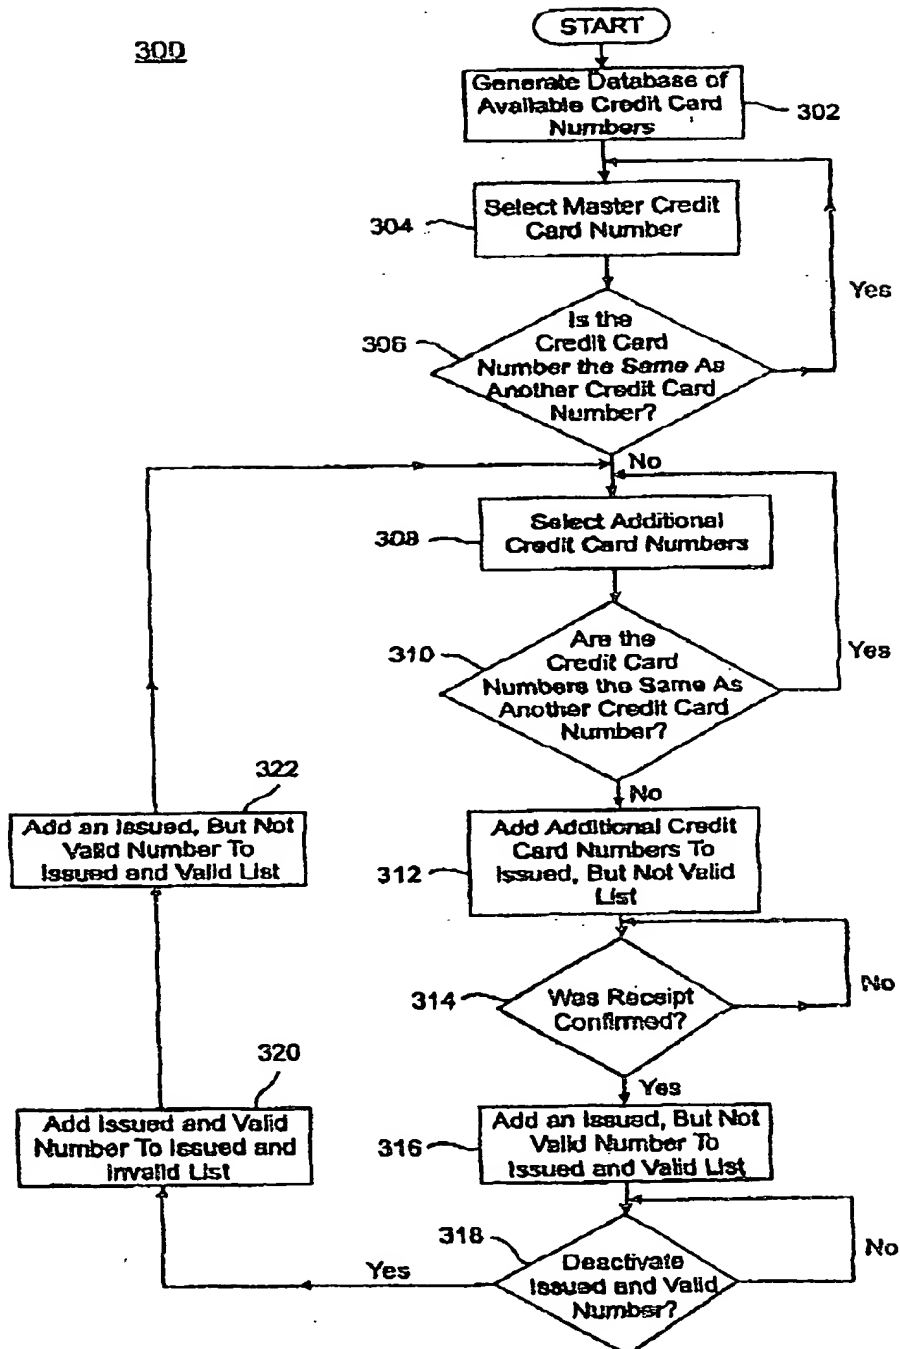 300
START
Generate Database of
Available Credit Card
Numbers
302
Select Master Credit
Card Number
304
Is the
Credit Card
Number the Same As
Another Credit Card
Number?
306
Yes
No
Select Additional
Credit Card Numbers
308
Are the
Credit Card
Numbers the Same As
Another Credit Card
Number?
310
Yes
No
Add Additional Credit
Card Numbers To
Issued, But Not Valid
List
312
Was Receipt
Confirmed?
314
No
Yes
Add an Issued, But Not
Valid Number To
Issued and Valid List
316
Deactivate
Issued and Valid
Number?
318
No
Yes
320
Add Issued and Valid
Number To Issued and
Invalid List
322
Add an Issued, But Not
Valid Number To
Issued and Valid List